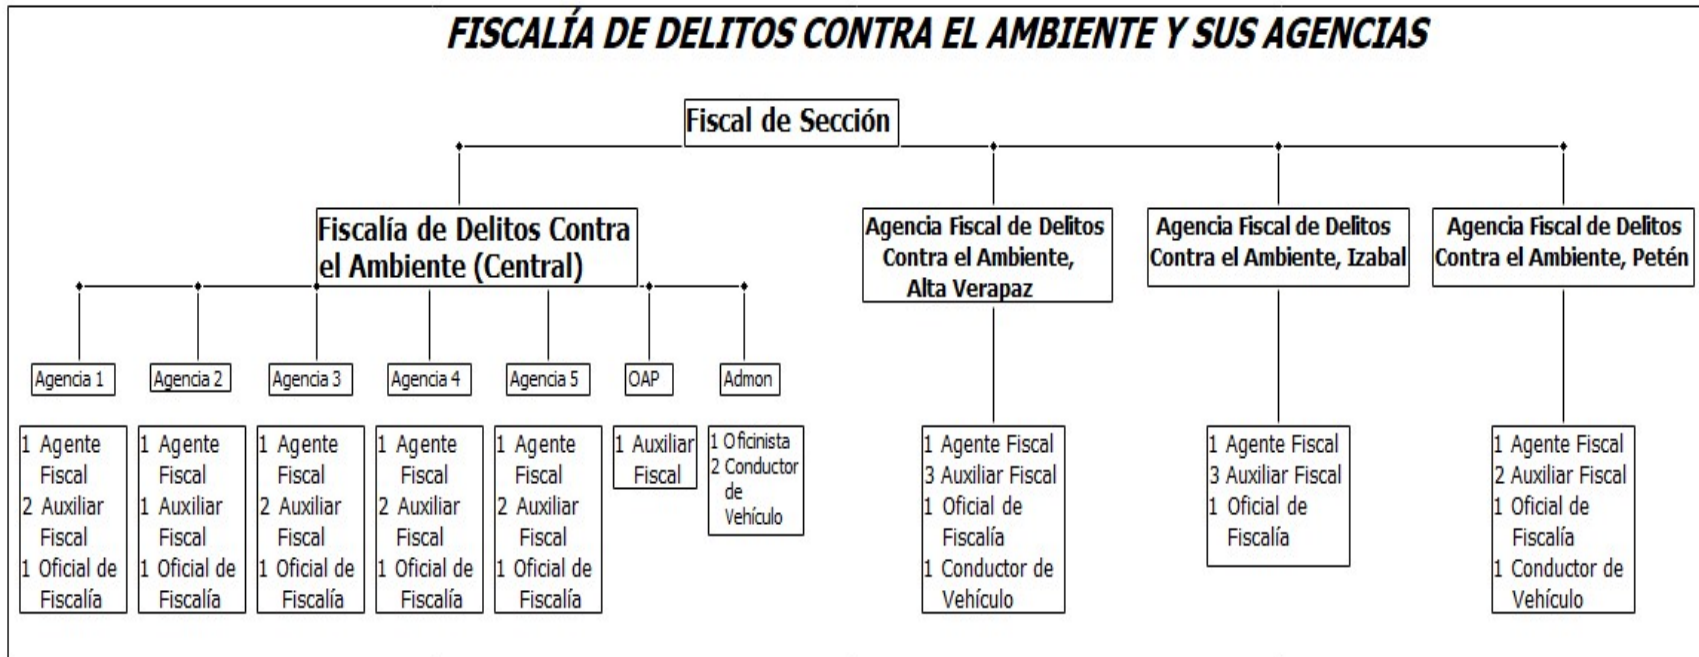 FISCALÍA DE DELITOS CONTRA EL AMBIENTE Y SUS AGENCIAS
Fiscal de Sección
Fiscalía de Delitos Contra
el Ambiente (Central)
Agencia Fiscal de Delitos
Contra el Ambiente,
Alta Verapaz
Agencia Fiscal de Delitos
Contra el Ambiente, Izabal
Agencia Fiscal de Delitos
Contra el Ambiente, Petén
Agencia 1
Agencia 2
Agencia 3
Agencia 4
Agencia 5
OAP
Admon
1 Agente
Fiscal
2 Auxiliar
Fiscal
1 Oficial de
Fiscalía
1 Agente
Fiscal
1 Auxiliar
Fiscal
1 Oficial de
Fiscalía
1 Agente
Fiscal
2 Auxiliar
Fiscal
1 Oficial de
Fiscalía
1 Agente
Fiscal
2 Auxiliar
Fiscal
1 Oficial de
Fiscalía
1 Agente
Fiscal
2 Auxiliar
Fiscal
1 Oficial de
Fiscalía
1 Auxiliar
Fiscal
1 Oficinista
2 Conductor
de
Vehículo
1 Agente Fiscal
3 Auxiliar Fiscal
1 Oficial de
Fiscalía
1 Conductor de
Vehículo
1 Agente Fiscal
3 Auxiliar Fiscal
1 Oficial de
Fiscalía
1 Agente Fiscal
2 Auxiliar Fiscal
1 Oficial de
Fiscalía
1 Conductor de
Vehículo